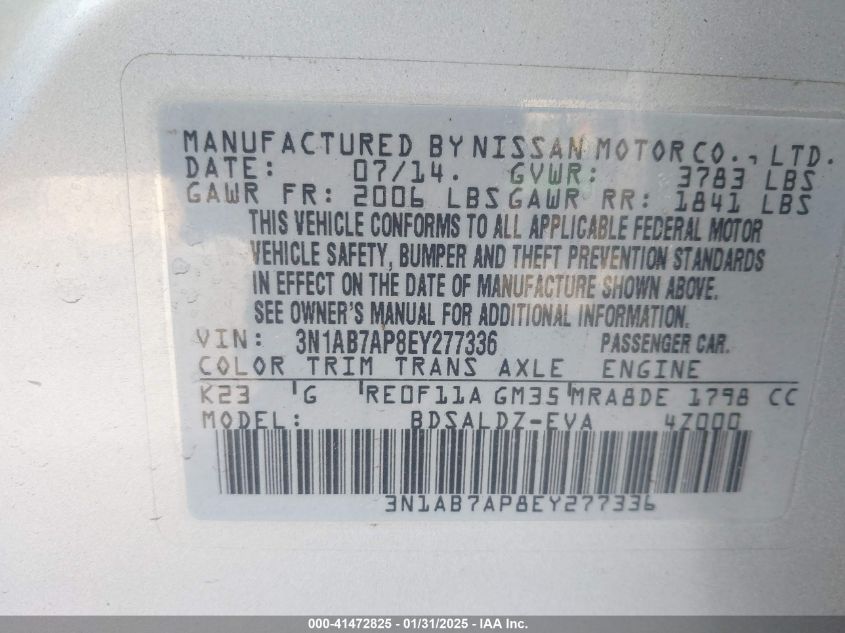 MANUFACTURED BY NISSAN MOTOR CO., LTD.
DATE: 07/14. GVWR: 3783 LBS
GAWR FR: 2006 LBS GAWR RR: 1841 LBS
THIS VEHICLE CONFORMS TO ALL APPLICABLE FEDERAL MOTOR
VEHICLE SAFETY, BUMPER AND THEFT PREVENTION STANDARDS
IN EFFECT ON THE DATE OF MANUFACTURE SHOWN ABOVE.
SEE OWNER'S MANUAL FOR ADDITIONAL INFORMATION.
VIN: 3N1AB7AP8EY277336 PASSENGER CAR.
COLOR TRIM TRANS AXLE ENGINE
K23 G RE0F11A GM35 MRA8DE 1798 CC
MODEL: BDSALDZ-EVA 4Z000
3N1AB7AP8EY277336
000-41472825 / 01/31/2025 - IAA Inc.